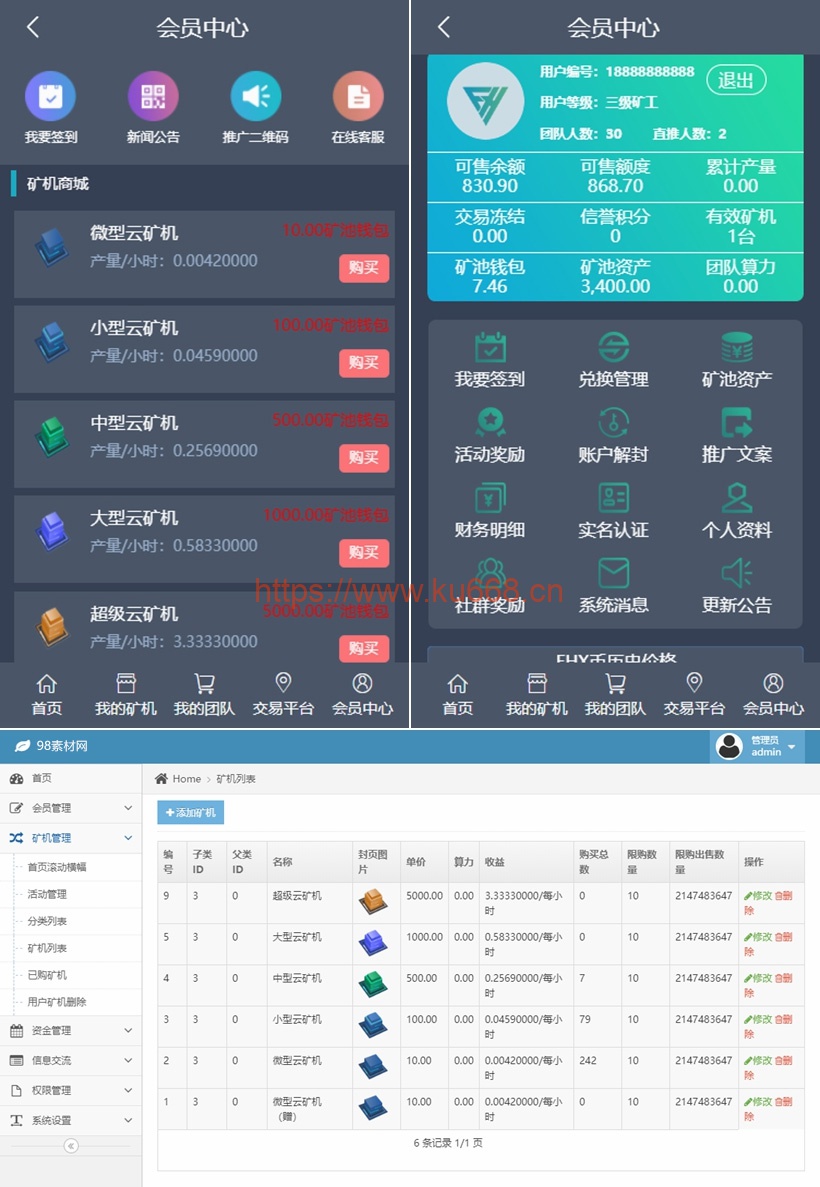 会员中心
我要签到
新闻公告
推广二维码
在线客服
矿机商城
微型云矿机
10.00矿池钱包
产量/小时：0.00420000
购买
小型云矿机
100.00矿池钱包
产量/小时：0.04590000
购买
中型云矿机
500.00矿池钱包
产量/小时：0.25690000
购买
大型云矿机
1000.00矿池钱包
产量/小时：0.58330000
购买
超级云矿机
5000.00矿池钱包
产量/小时：3.33330000
购买
首页
我的矿机
我的团队
交易平台
会员中心
会员中心
用户编号：18888888888
退出
用户等级：三级矿工
团队人数：30 直推人数：2
可售余额 可售额度 累计产量
830.90 868.70 0.00
交易冻结 信誉积分 有效矿机
0.00 0 1台
矿池钱包 矿池资产 团队算力
7.46 3,400.00 0.00
我要签到 兑换管理 矿池资产
活动奖励 账户解封 推广文案
财务明细 实名认证 个人资料
社群奖励 系统消息 更新公告
FHY币历史价格
首页
我的矿机
我的团队
交易平台
会员中心
https://www.ku668.cn
98素材网
管理员
admin
首页
会员管理
矿机管理
首页滚动横幅
活动管理
分类列表
矿机列表
已购矿机
用户矿机删除
资金管理
信息交流
权限管理
系统设置
Home > 矿机列表
+添加矿机
编号 子类ID 父类ID 名称 封页图片 单价 算力 收益 购买总数 限购数量 限购出售数量 操作
9 3 0 超级云矿机 5000.00 0.00 3.33330000/每小时 0 10 2147483647 修改 删除
5 3 0 大型云矿机 1000.00 0.00 0.58330000/每小时 0 10 2147483647 修改 删除
4 3 0 中型云矿机 500.00 0.00 0.25690000/每小时 7 10 2147483647 修改 删除
3 3 0 小型云矿机 100.00 0.00 0.04590000/每小时 79 10 2147483647 修改 删除
2 3 0 微型云矿机 10.00 0.00 0.00420000/每小时 242 10 2147483647 修改 删除
1 3 0 微型云矿机（赠） 10.00 0.00 0.00420000/每小时 0 10 2147483647 修改 删除
6 条记录 1/1 页